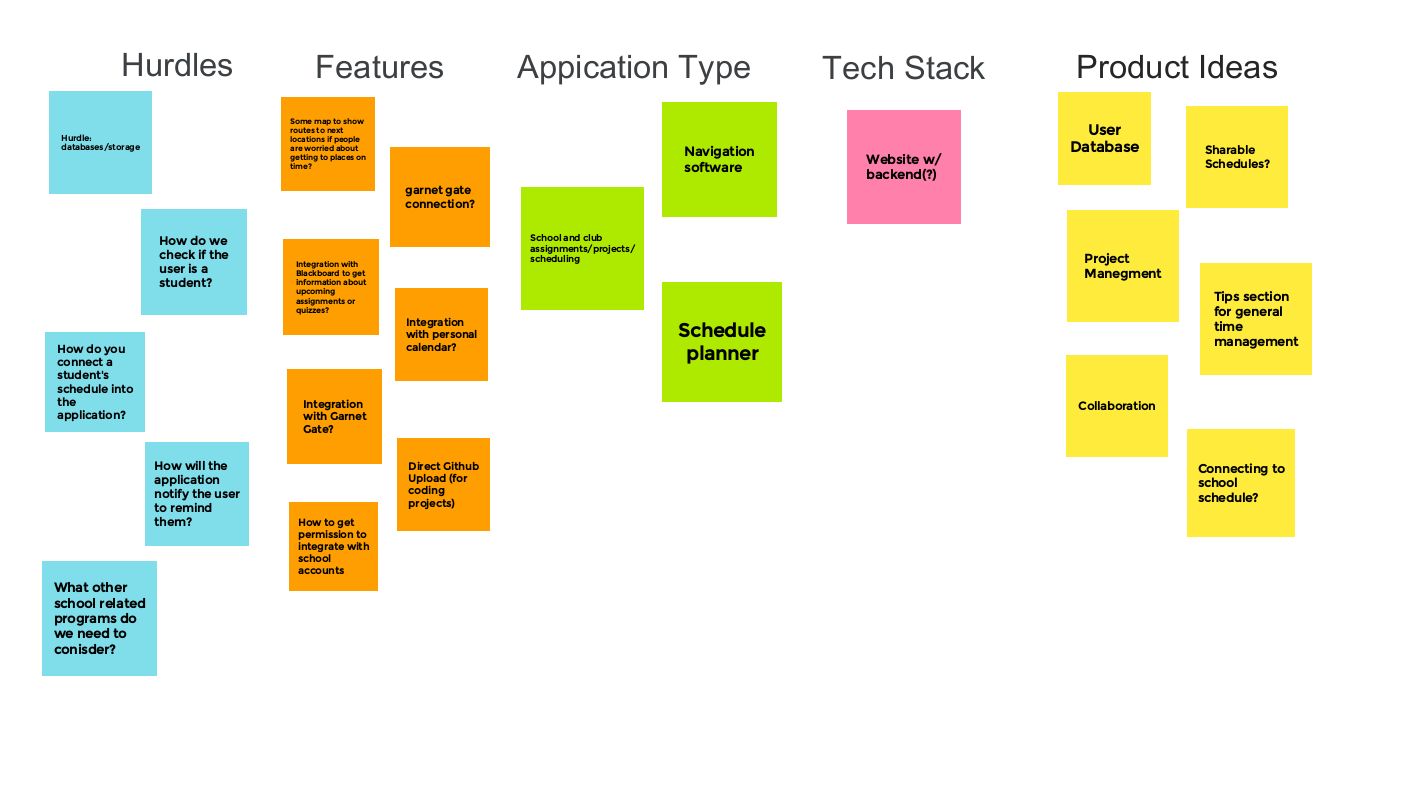 Hurdles
Hurdle:
databases/storage
How do we
check if the
user is a
student?
How do you
connect a
student's
schedule into
the
application?
How will the
application
notify the user
to remind
them?
What other
school related
programs do
we need to
conisder?
Features
Some map to show
routes to next
locations if people
are worried about
getting to places on
time?
garnet gate
connection?
Integration with
Blackboard to get
information about
upcoming
assignments or
quizzes?
Integration
with personal
calendar?
Integration
with Garnet
Gate?
Direct Github
Upload (for
coding
projects)
How to get
permission to
integrate with
school
accounts
Appication Type
Navigation
software
School and club
assignments/projects/
scheduling
Schedule
planner
Tech Stack
Website w/
backend(?)
Product Ideas
User
Database
Sharable
Schedules?
Project
Manegment
Tips section
for general
time
management
Collaboration
Connecting to
school
schedule?